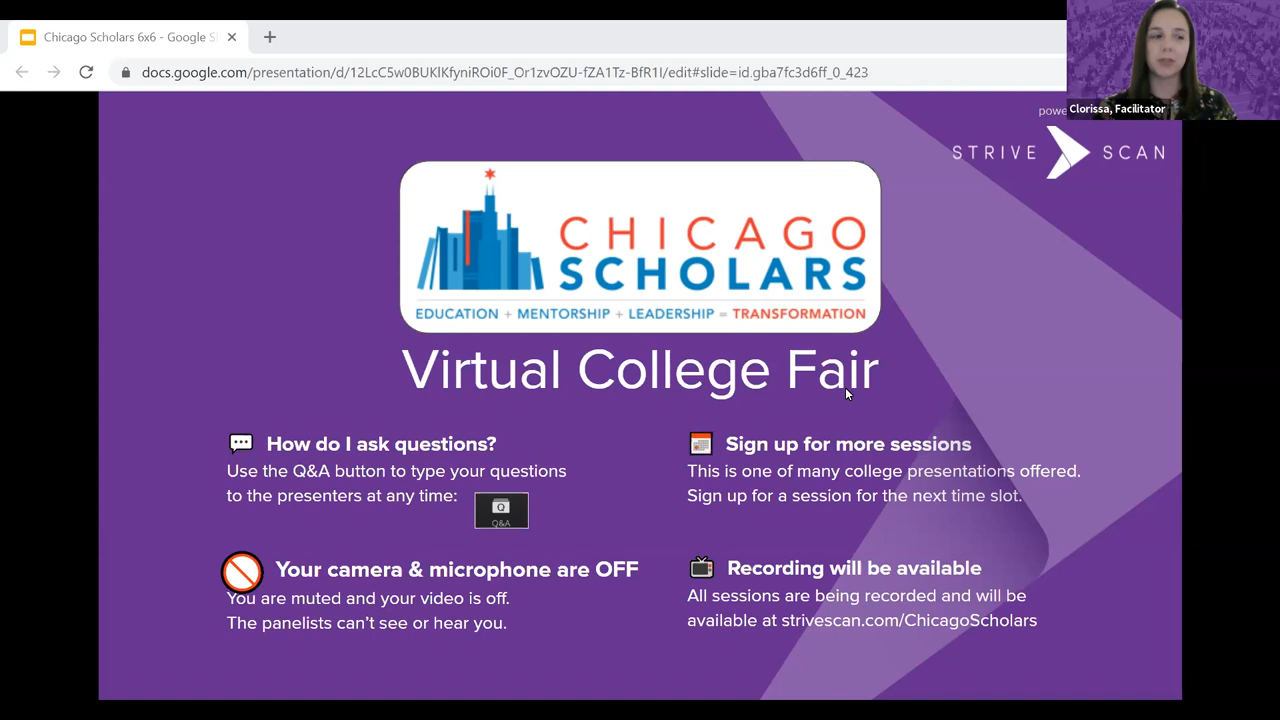 Chicago Scholars 6x6 - Google S
docs.google.com/presentation/d/12LcC5w0BUKlKfyniROi0F_Or1zvOZU-fZA1Tz-BfR1I/edit#slide=id.gba7fc3d6ff_0_423
Clorissa, Facilitator
STRIVE SCAN
CHICAGO
SCHOLARS
EDUCATION + MENTORSHIP + LEADERSHIP = TRANSFORMATION
Virtual College Fair
How do I ask questions?
Use the Q&A button to type your questions
to the presenters at any time:
Q
Q&A
Sign up for more sessions
This is one of many college presentations offered.
Sign up for a session for the next time slot.
Your camera & microphone are OFF
You are muted and your video is off.
The panelists can't see or hear you.
Recording will be available
All sessions are being recorded and will be
available at strivescan.com/ChicagoScholars